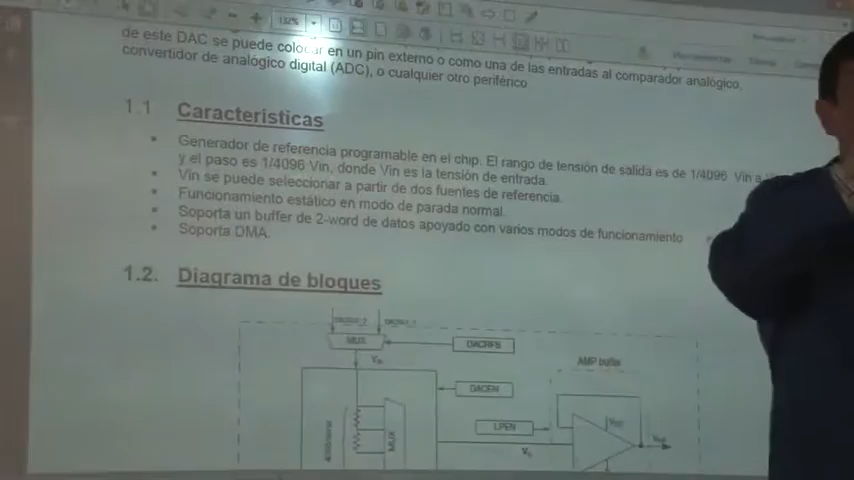 132%
de este DAC se puede colocar en un pin externo o como una de las entradas al comparador analógico,
convertidor de analógico digital (ADC), o cualquier otro periférico
1.1 Características
Generador de referencia programable en el chip. El rango de tensión de salida es de 1/4096 Vin a
y el paso es 1/4096 Vin, donde Vin es la tensión de entrada.
Vin se puede seleccionar a partir de dos fuentes de referencia.
Funcionamiento estático en modo de parada normal.
Soporta un buffer de 2-word de datos apoyado con varios modos de funcionamiento
Soporta DMA.
1.2. Diagrama de bloques
MUX
DACRFS
Vin
AMP buffer
DACEN
LPEN
MUX
VDD
Vo
Vout